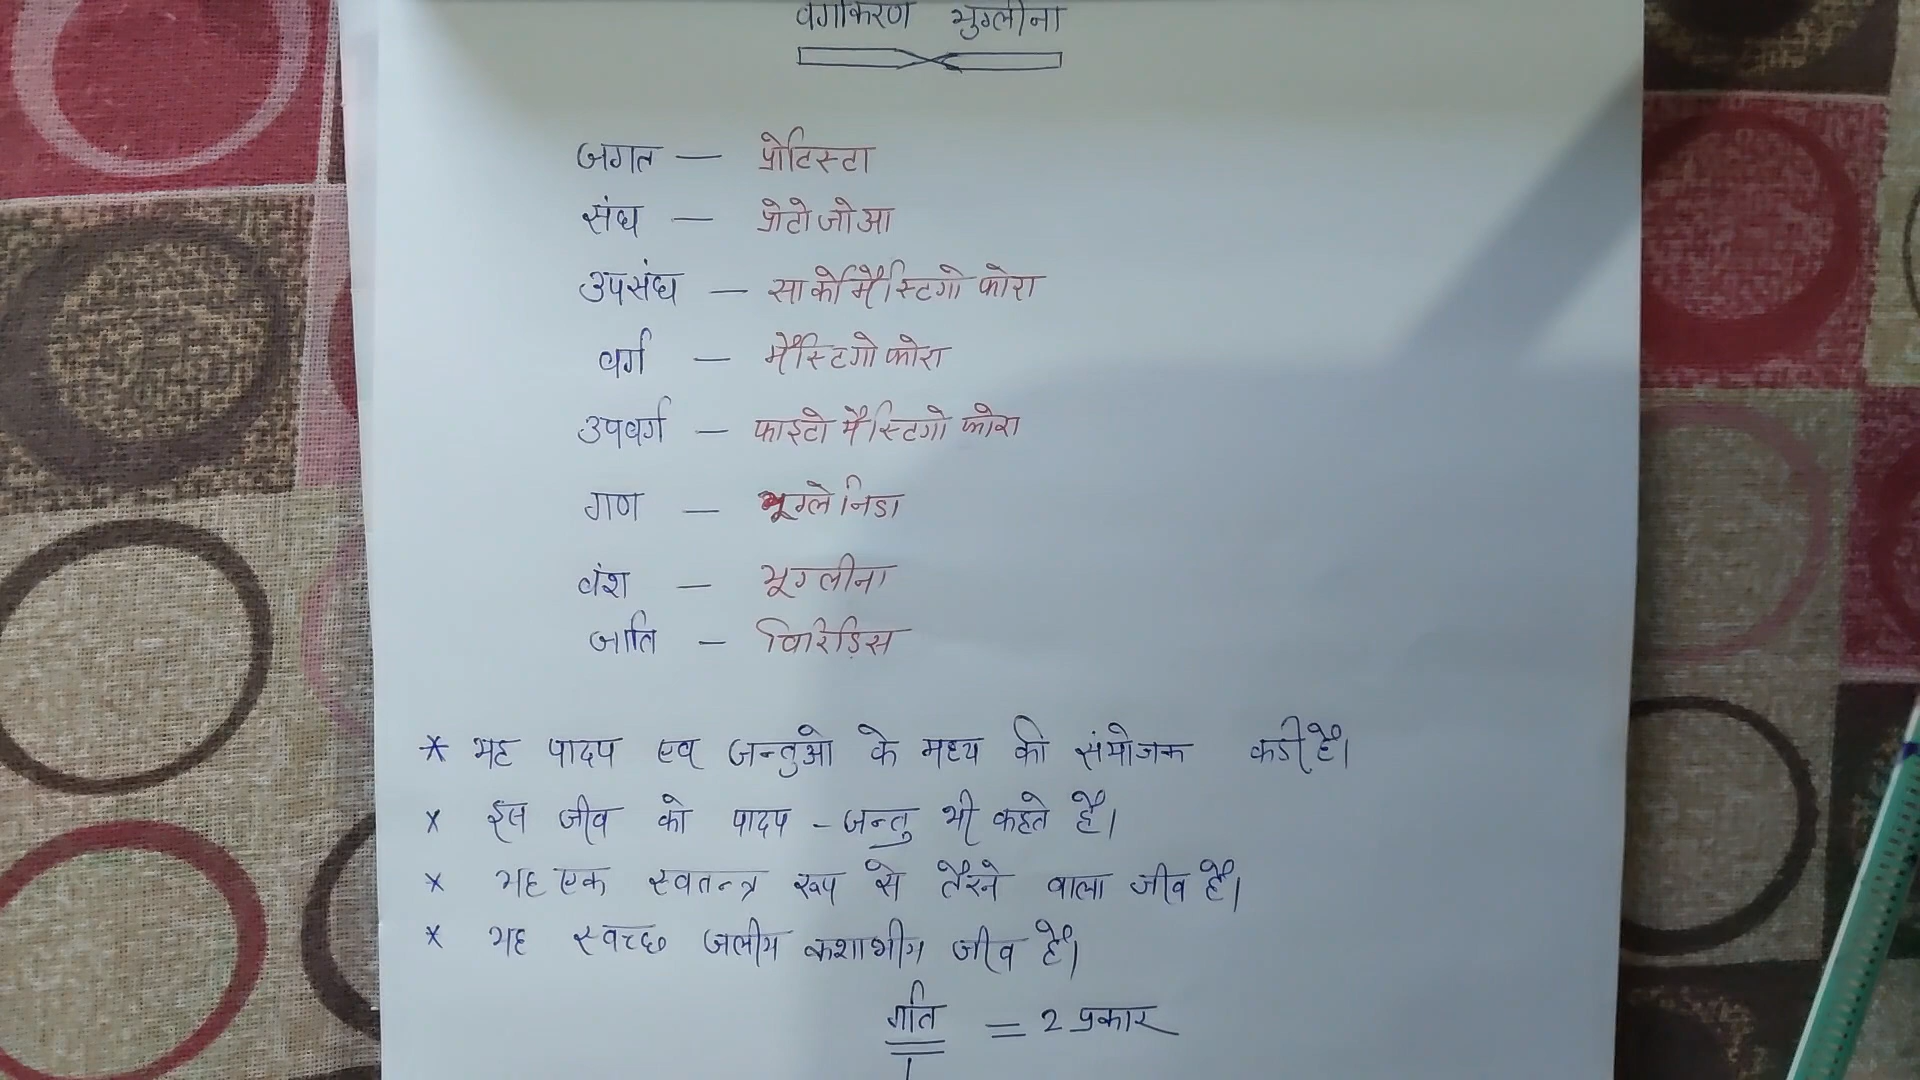 वर्गीकरण युग्लीना
जगत — प्रोटिस्टा
संघ — प्रोटोजोआ
उपसंघ — सार्कोमैस्टिगोफोरा
वर्ग — मैस्टिगोफोरा
उपवर्ग — फाइटोमैस्टिगोफोरा
गण — यूग्लेनिडा
वंश — यूग्लीना
जाति — विरिडिस
* यह पादप एव जन्तुओ के मध्य की संयोजक कडी है।
* इस जीव को पादप - जन्तु भी कहते है।
* यह एक स्वतन्त्र रूप से तैरने वाला जीव है।
* यह स्वच्छ जलीय कशाभीय जीव है।
गति = 2 प्रकार